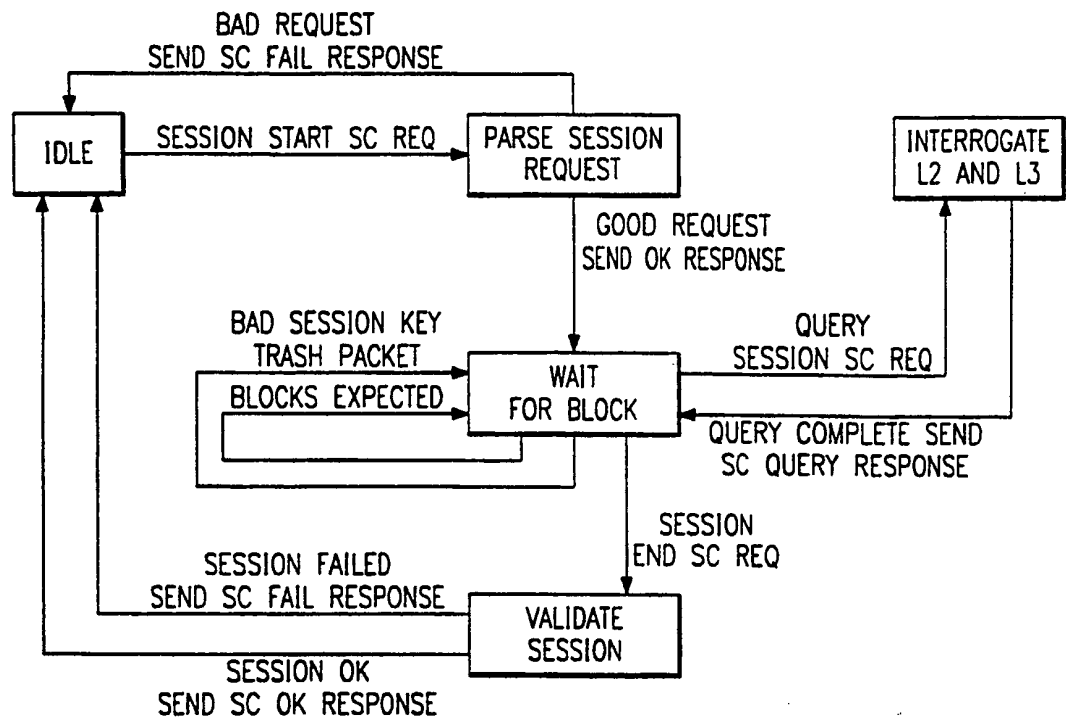 BAD REQUEST
SEND SC FAIL RESPONSE
IDLE
SESSION START SC REQ
PARSE SESSION
REQUEST
INTERROGATE
L2 AND L3
GOOD REQUEST
SEND OK RESPONSE
BAD SESSION KEY
TRASH PACKET
BLOCKS EXPECTED
WAIT
FOR BLOCK
QUERY
SESSION SC REQ
QUERY COMPLETE SEND
SC QUERY RESPONSE
SESSION
END SC REQ
SESSION FAILED
SEND SC FAIL RESPONSE
VALIDATE
SESSION
SESSION OK
SEND SC OK RESPONSE